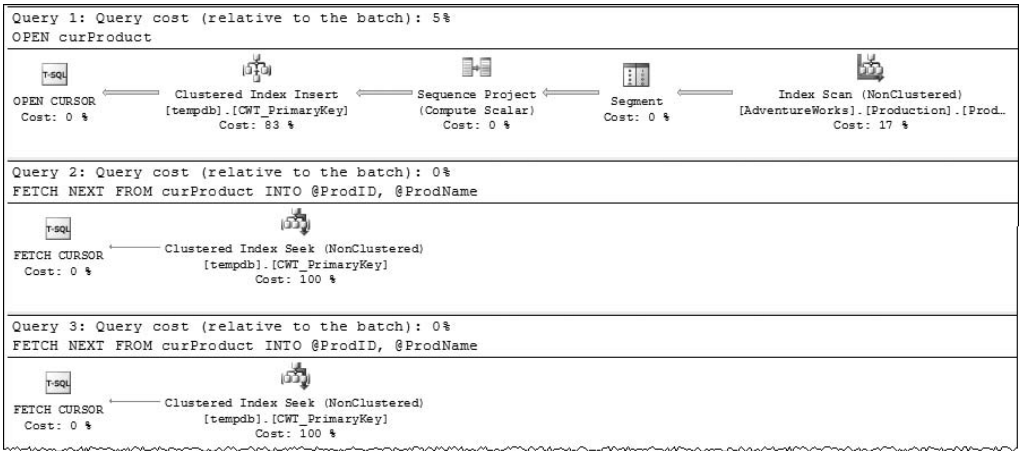 Query 1: Query cost (relative to the batch): 5%
OPEN curProduct
T-SQL
OPEN CURSOR
Cost: 0 %
Clustered Index Insert
[tempdb].[CWT_PrimaryKey]
Cost: 83 %
Sequence Project
(Compute Scalar)
Cost: 0 %
Segment
Cost: 0 %
Index Scan (NonClustered)
[AdventureWorks].[Production].[Prod…
Cost: 17 %
Query 2: Query cost (relative to the batch): 0%
FETCH NEXT FROM curProduct INTO @ProdID, @ProdName
T-SQL
FETCH CURSOR
Cost: 0 %
Clustered Index Seek (NonClustered)
[tempdb].[CWT_PrimaryKey]
Cost: 100 %
Query 3: Query cost (relative to the batch): 0%
FETCH NEXT FROM curProduct INTO @ProdID, @ProdName
T-SQL
FETCH CURSOR
Cost: 0 %
Clustered Index Seek (NonClustered)
[tempdb].[CWT_PrimaryKey]
Cost: 100 %